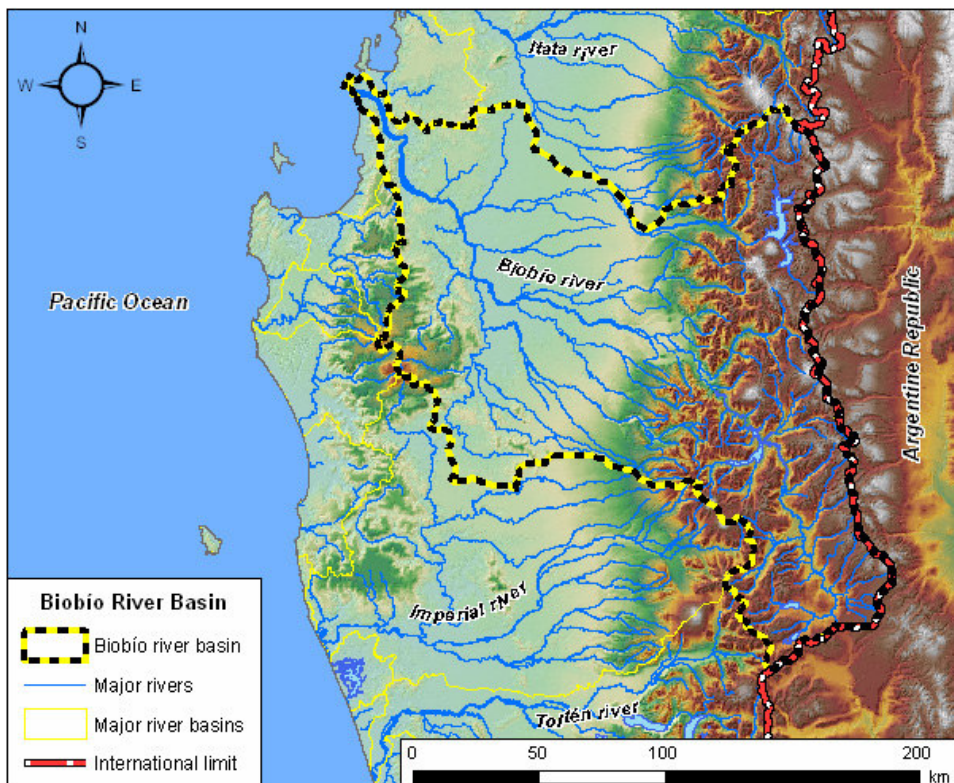 N
W E
S
Itata river
Biobío river
Pacific Ocean
Argentine Republic
Imperial river
Toltén river
Biobío River Basin
Biobío river basin
Major rivers
Major river basins
International limit
0 50 100 200
km